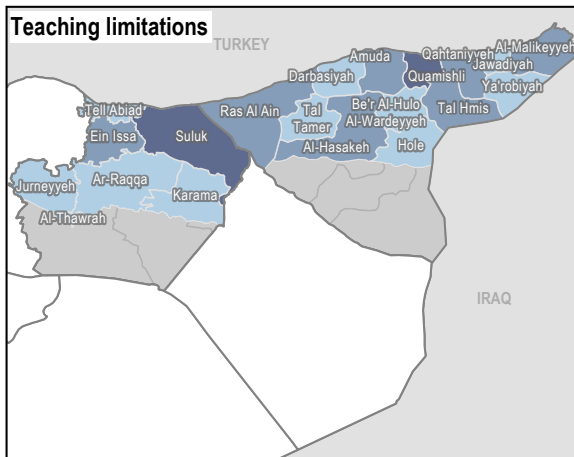 Teaching limitations
TURKEY
Amuda
Qahtaniyyeh
Al-Malikeyyeh
Jawadiyah
Darbasiyah
Quamishli
Ya'robiyah
Tell Abiad
Ras Al Ain
Tal
Tamer
Be'r Al-Hulo
Al-Wardeyyeh
Tal Hmis
Ein Issa
Suluk
Al-Hasakeh
Hole
Jurneyyeh
Ar-Raqqa
Karama
Al-Thawrah
IRAQ